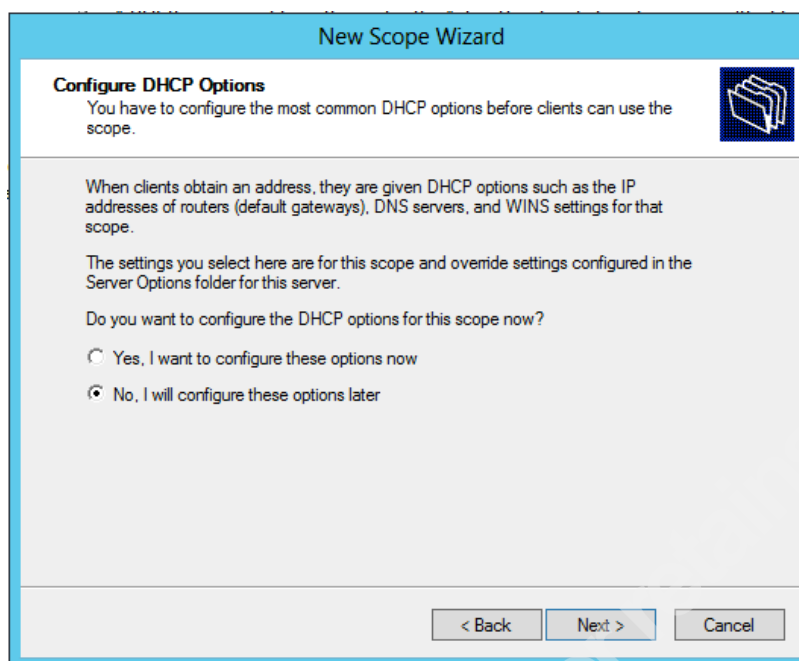 New Scope Wizard
Configure DHCP Options
You have to configure the most common DHCP options before clients can use the
scope.
When clients obtain an address, they are given DHCP options such as the IP
addresses of routers (default gateways), DNS servers, and WINS settings for that
scope.
The settings you select here are for this scope and override settings configured in the
Server Options folder for this server.
Do you want to configure the DHCP options for this scope now?
Yes, I want to configure these options now
No, I will configure these options later
< Back
Next >
Cancel